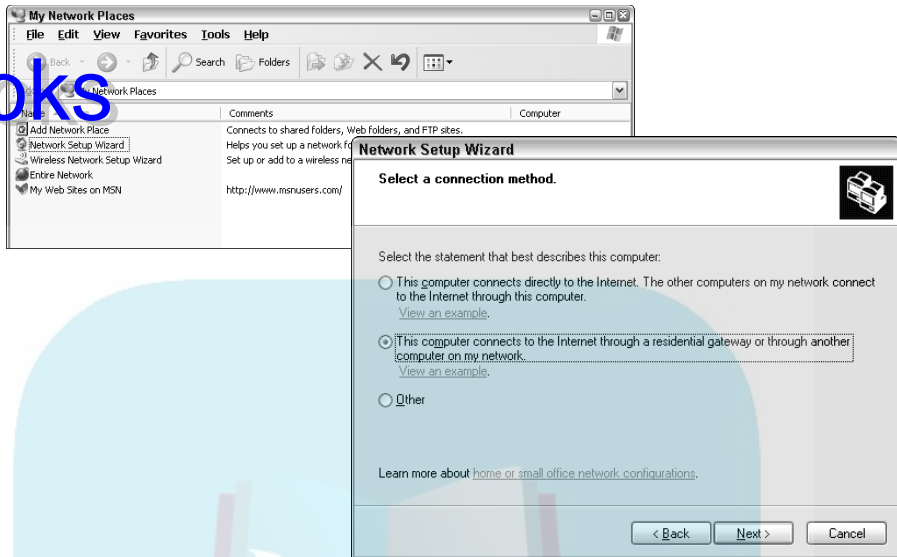 My Network Places
File Edit View Favorites Tools Help
Back Search Folders
oks
My Network Places
Name Comments Computer
Add Network Place Connects to shared folders, Web folders, and FTP sites.
Network Setup Wizard Helps you set up a network
Wireless Network Setup Wizard Set up or add to a wireless
Entire Network
My Web Sites on MSN http://www.msnusers.com/
Network Setup Wizard
Select a connection method.
Select the statement that best describes this computer:
This computer connects directly to the Internet. The other computers on my network connect
to the Internet through this computer.
View an example.
This computer connects to the Internet through a residential gateway or through another
computer on my network.
View an example.
Other
Learn more about home or small office network configurations.
< Back Next > Cancel